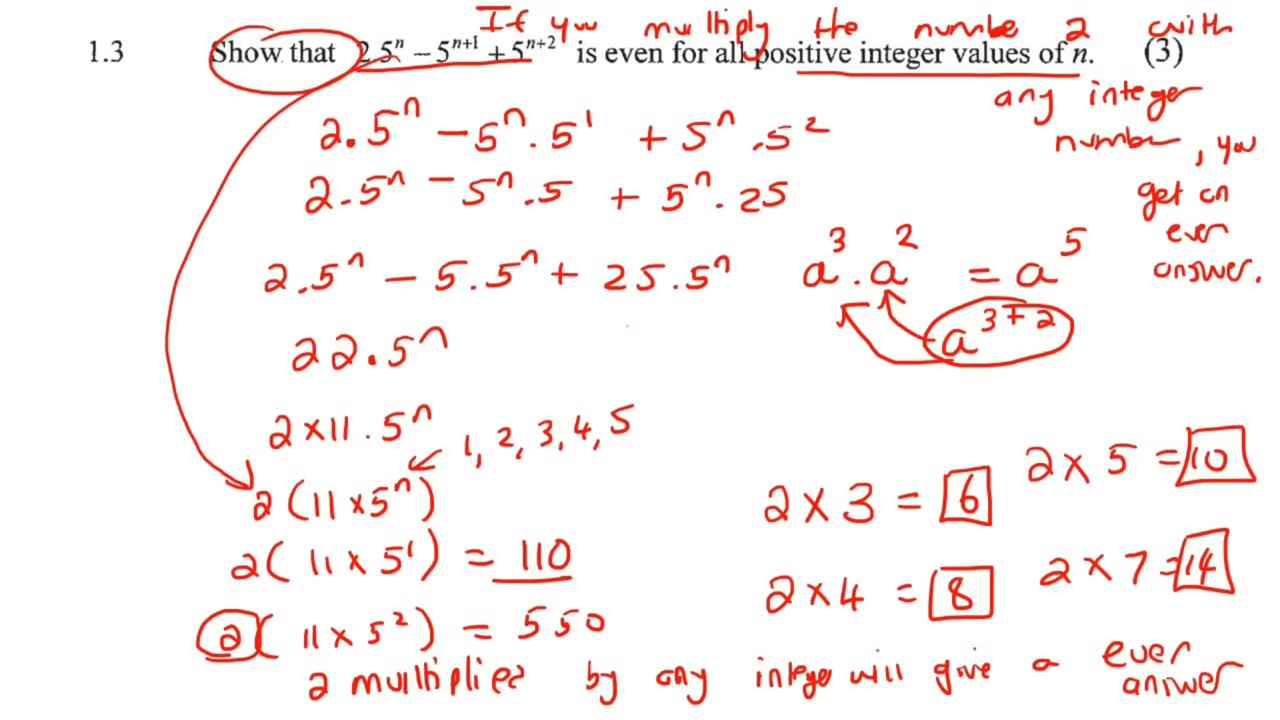 If you multiply the number 2 with
1.3 Show that 2.5ⁿ − 5ⁿ⁺¹ + 5ⁿ⁺² is even for all positive integer values of n. (3)
any integer
number, you
get an
even
answer.
2.5ⁿ − 5ⁿ.5¹ + 5ⁿ.5²
2.5ⁿ − 5ⁿ.5 + 5ⁿ.25
2.5ⁿ − 5.5ⁿ + 25.5ⁿ
a³.a² = a⁵
a³⁺²
22.5ⁿ
2×11.5ⁿ
1, 2, 3, 4, 5
2(11×5ⁿ)
2(11×5¹) = 110
2(11×5²) = 550
2×3 = 6
2×5 = 10
2×4 = 8
2×7 = 14
2 multiplied by any integer will give a even
answer